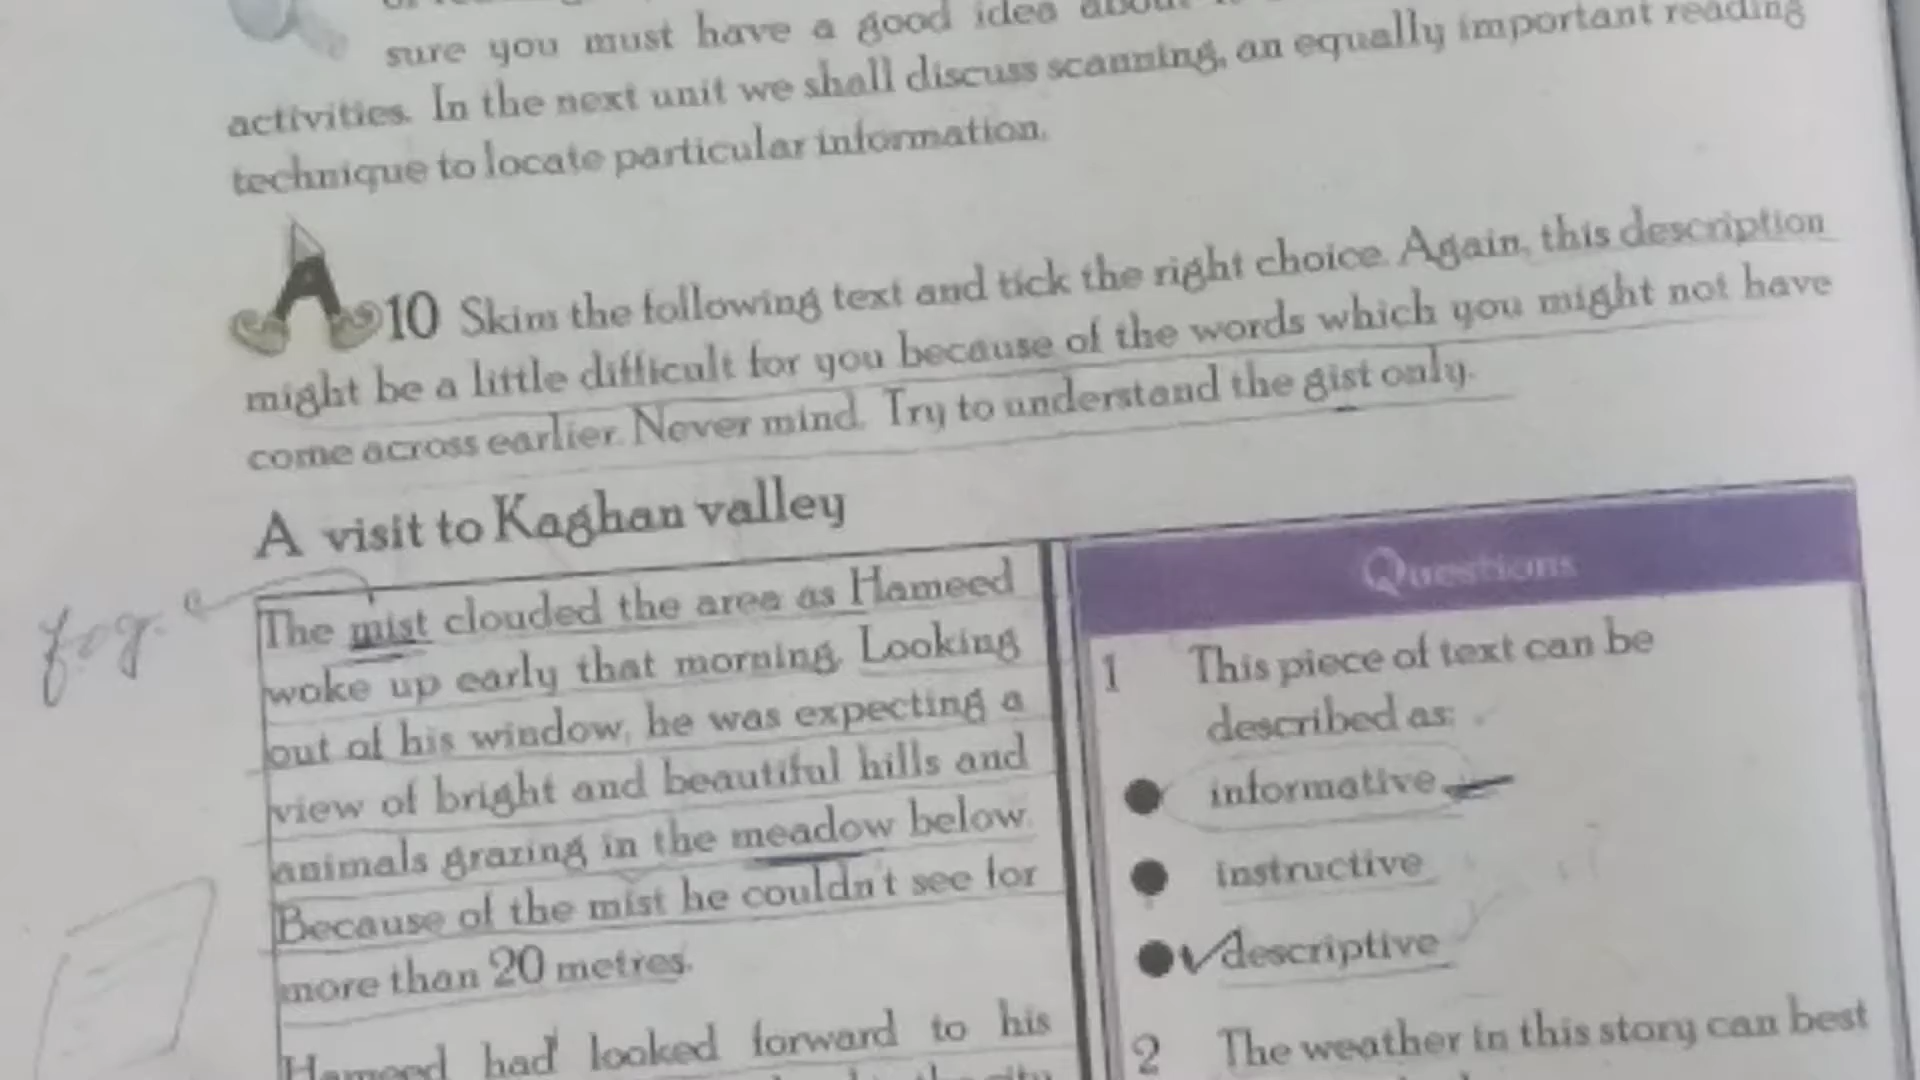 sure you must have a good idea about
activities. In the next unit we shall discuss scanning, an equally important reading
technique to locate particular information.
A10 Skim the following text and tick the right choice. Again, this description
might be a little difficult for you because of the words which you might not have
come across earlier. Never mind. Try to understand the gist only.
A visit to Kaghan valley
fog.
The mist clouded the area as Hameed
woke up early that morning. Looking
out of his window, he was expecting a
view of bright and beautiful hills and
animals grazing in the meadow below.
Because of the mist he couldn't see for
more than 20 metres.
Hameed had looked forward to his
Questions
1 This piece of text can be
described as:
informative
instructive
descriptive
2 The weather in this story can best